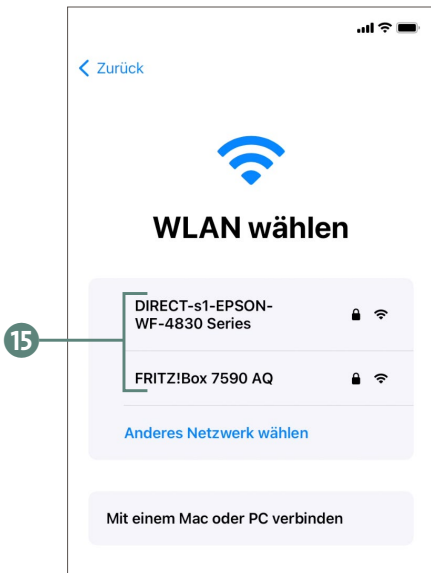 Zurück
WLAN wählen
DIRECT-s1-EPSON-
WF-4830 Series
15
FRITZ!Box 7590 AQ
Anderes Netzwerk wählen
Mit einem Mac oder PC verbinden